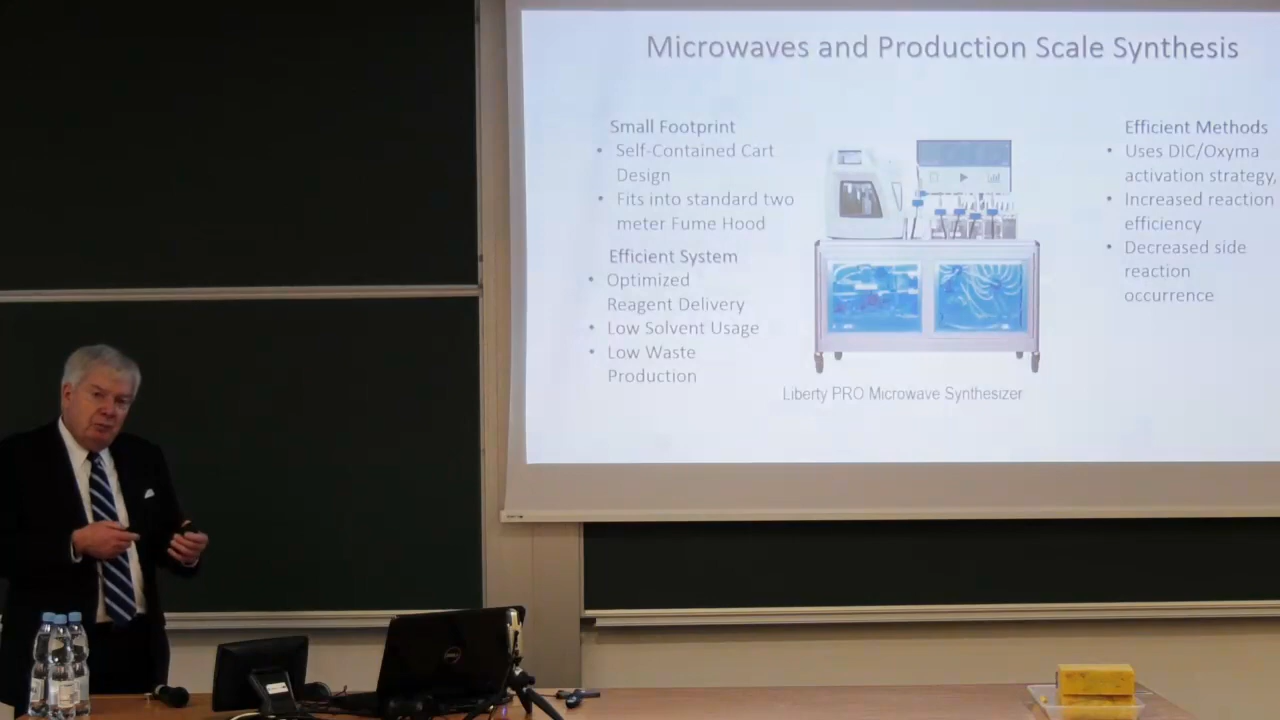 Microwaves and Production Scale Synthesis
Small Footprint
• Self-Contained Cart
Design
• Fits into standard two
meter Fume Hood
Efficient System
• Optimized
Reagent Delivery
• Low Solvent Usage
• Low Waste
Production
Liberty PRO Microwave Synthesizer
Efficient Methods
• Uses DIC/Oxyma
activation strategy,
• Increased reaction
efficiency
• Decreased side
reaction
occurrence
DELL